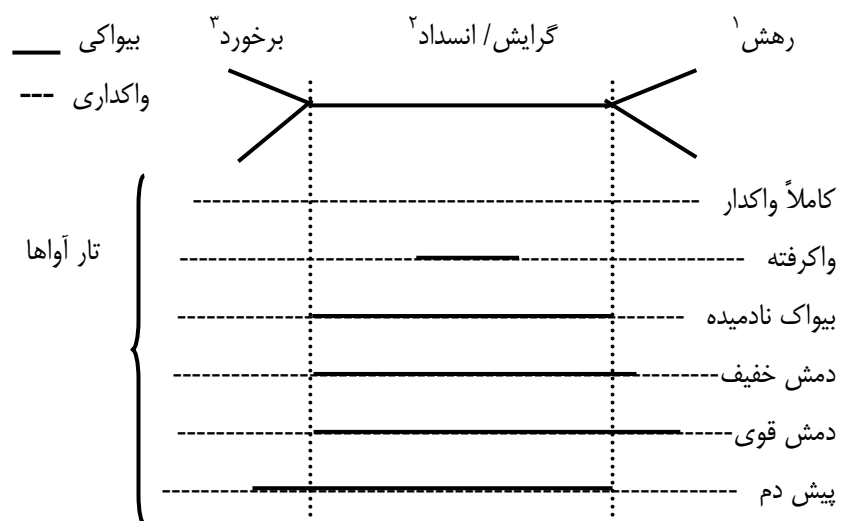 رهش۱ گرایش/ انسداد۲ برخورد۳ بیواکی
واکداری
کاملاً واکدار
واکرفته
تار آواها
بیواک نادمیده
دمش خفیف
دمش قوی
پیش دم